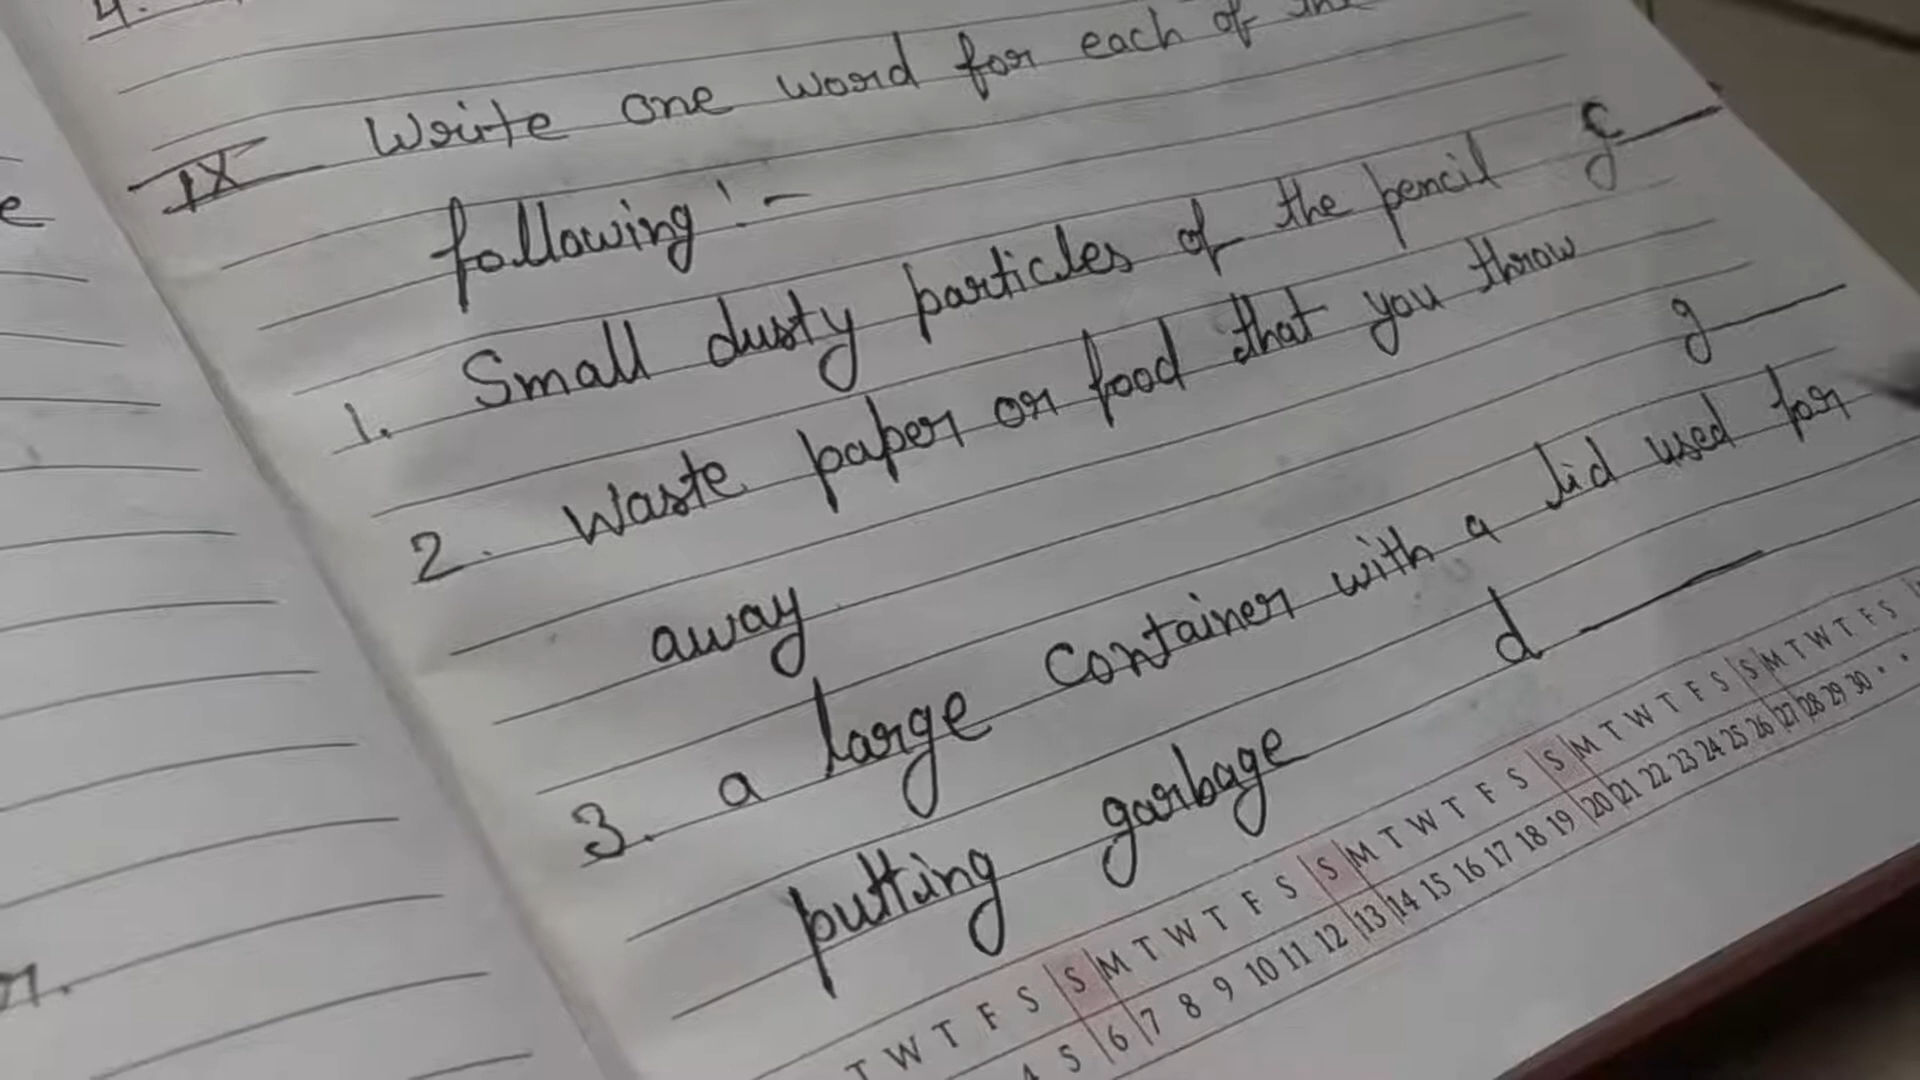 4.
IX Write one word for each of the
following :-
1. Small dusty particles of the pencil g
2. Waste paper or food that you throw
away g
3. a large container with a lid used for
putting garbage d
T W T F S S M T W T F S S M T W T F S S M T W T F S S M T W T F S
5 6 7 8 9 10 11 12 13 14 15 16 17 18 19 20 21 22 23 24 25 26 27 28 29 30
e